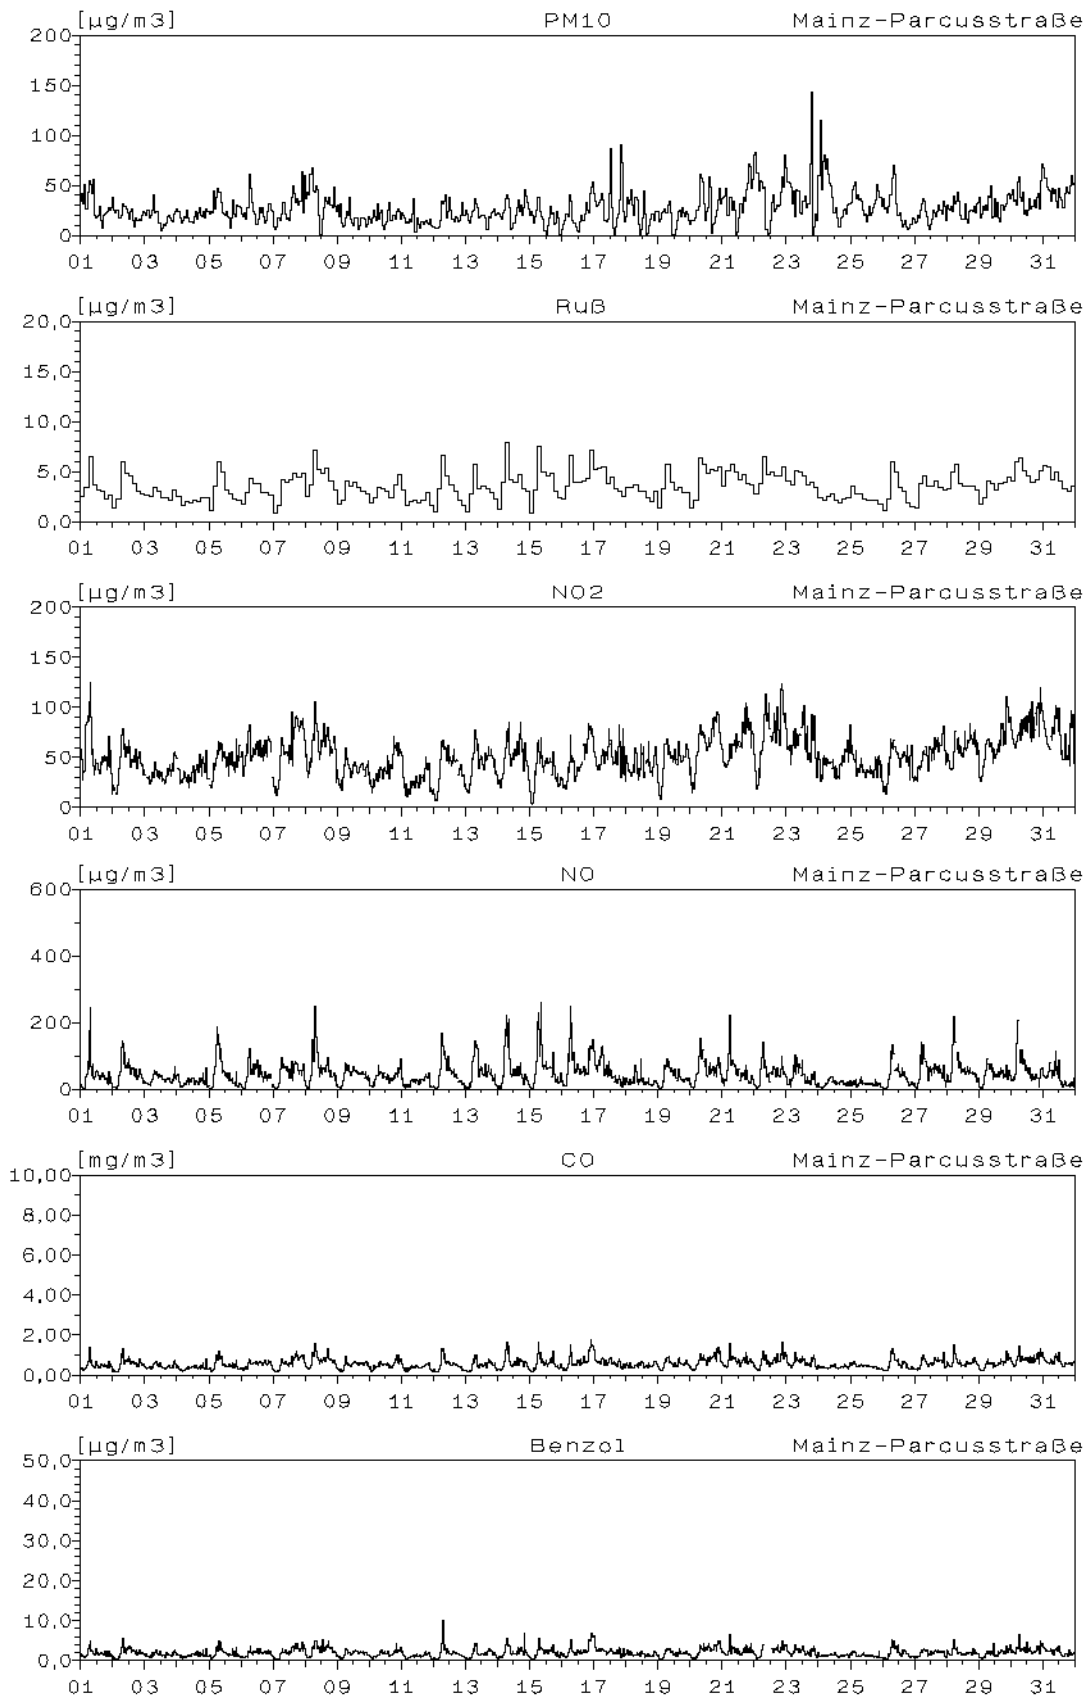 [µg/m3] PM10 Mainz-Parcusstraße
200
150
100
50
0
01 03 05 07 09 11 13 15 17 19 21 23 25 27 29 31
[µg/m3] Ruß Mainz-Parcusstraße
20,0
15,0
10,0
5,0
0,0
01 03 05 07 09 11 13 15 17 19 21 23 25 27 29 31
[µg/m3] NO2 Mainz-Parcusstraße
200
150
100
50
0
01 03 05 07 09 11 13 15 17 19 21 23 25 27 29 31
[µg/m3] NO Mainz-Parcusstraße
600
400
200
0
01 03 05 07 09 11 13 15 17 19 21 23 25 27 29 31
[mg/m3] CO Mainz-Parcusstraße
10,00
8,00
6,00
4,00
2,00
0,00
01 03 05 07 09 11 13 15 17 19 21 23 25 27 29 31
[µg/m3] Benzol Mainz-Parcusstraße
50,0
40,0
30,0
20,0
10,0
0,0
01 03 05 07 09 11 13 15 17 19 21 23 25 27 29 31